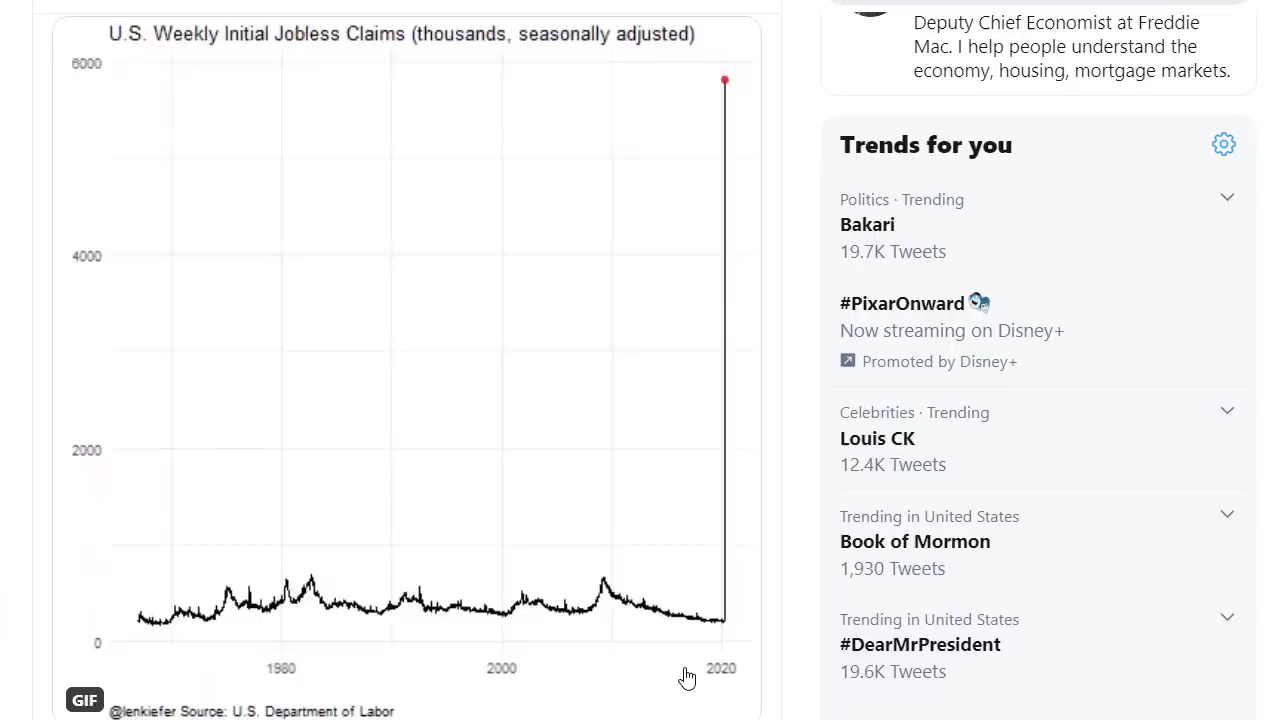 U.S. Weekly Initial Jobless Claims (thousands, seasonally adjusted)
6000
4000
2000
0
1980
2000
2020
GIF
@lenkiefer Source: U.S. Department of Labor
Deputy Chief Economist at Freddie
Mac. I help people understand the
economy, housing, mortgage markets.
Trends for you
Politics · Trending
Bakari
19.7K Tweets
#PixarOnward
Now streaming on Disney+
Promoted by Disney+
Celebrities · Trending
Louis CK
12.4K Tweets
Trending in United States
Book of Mormon
1,930 Tweets
Trending in United States
#DearMrPresident
19.6K Tweets